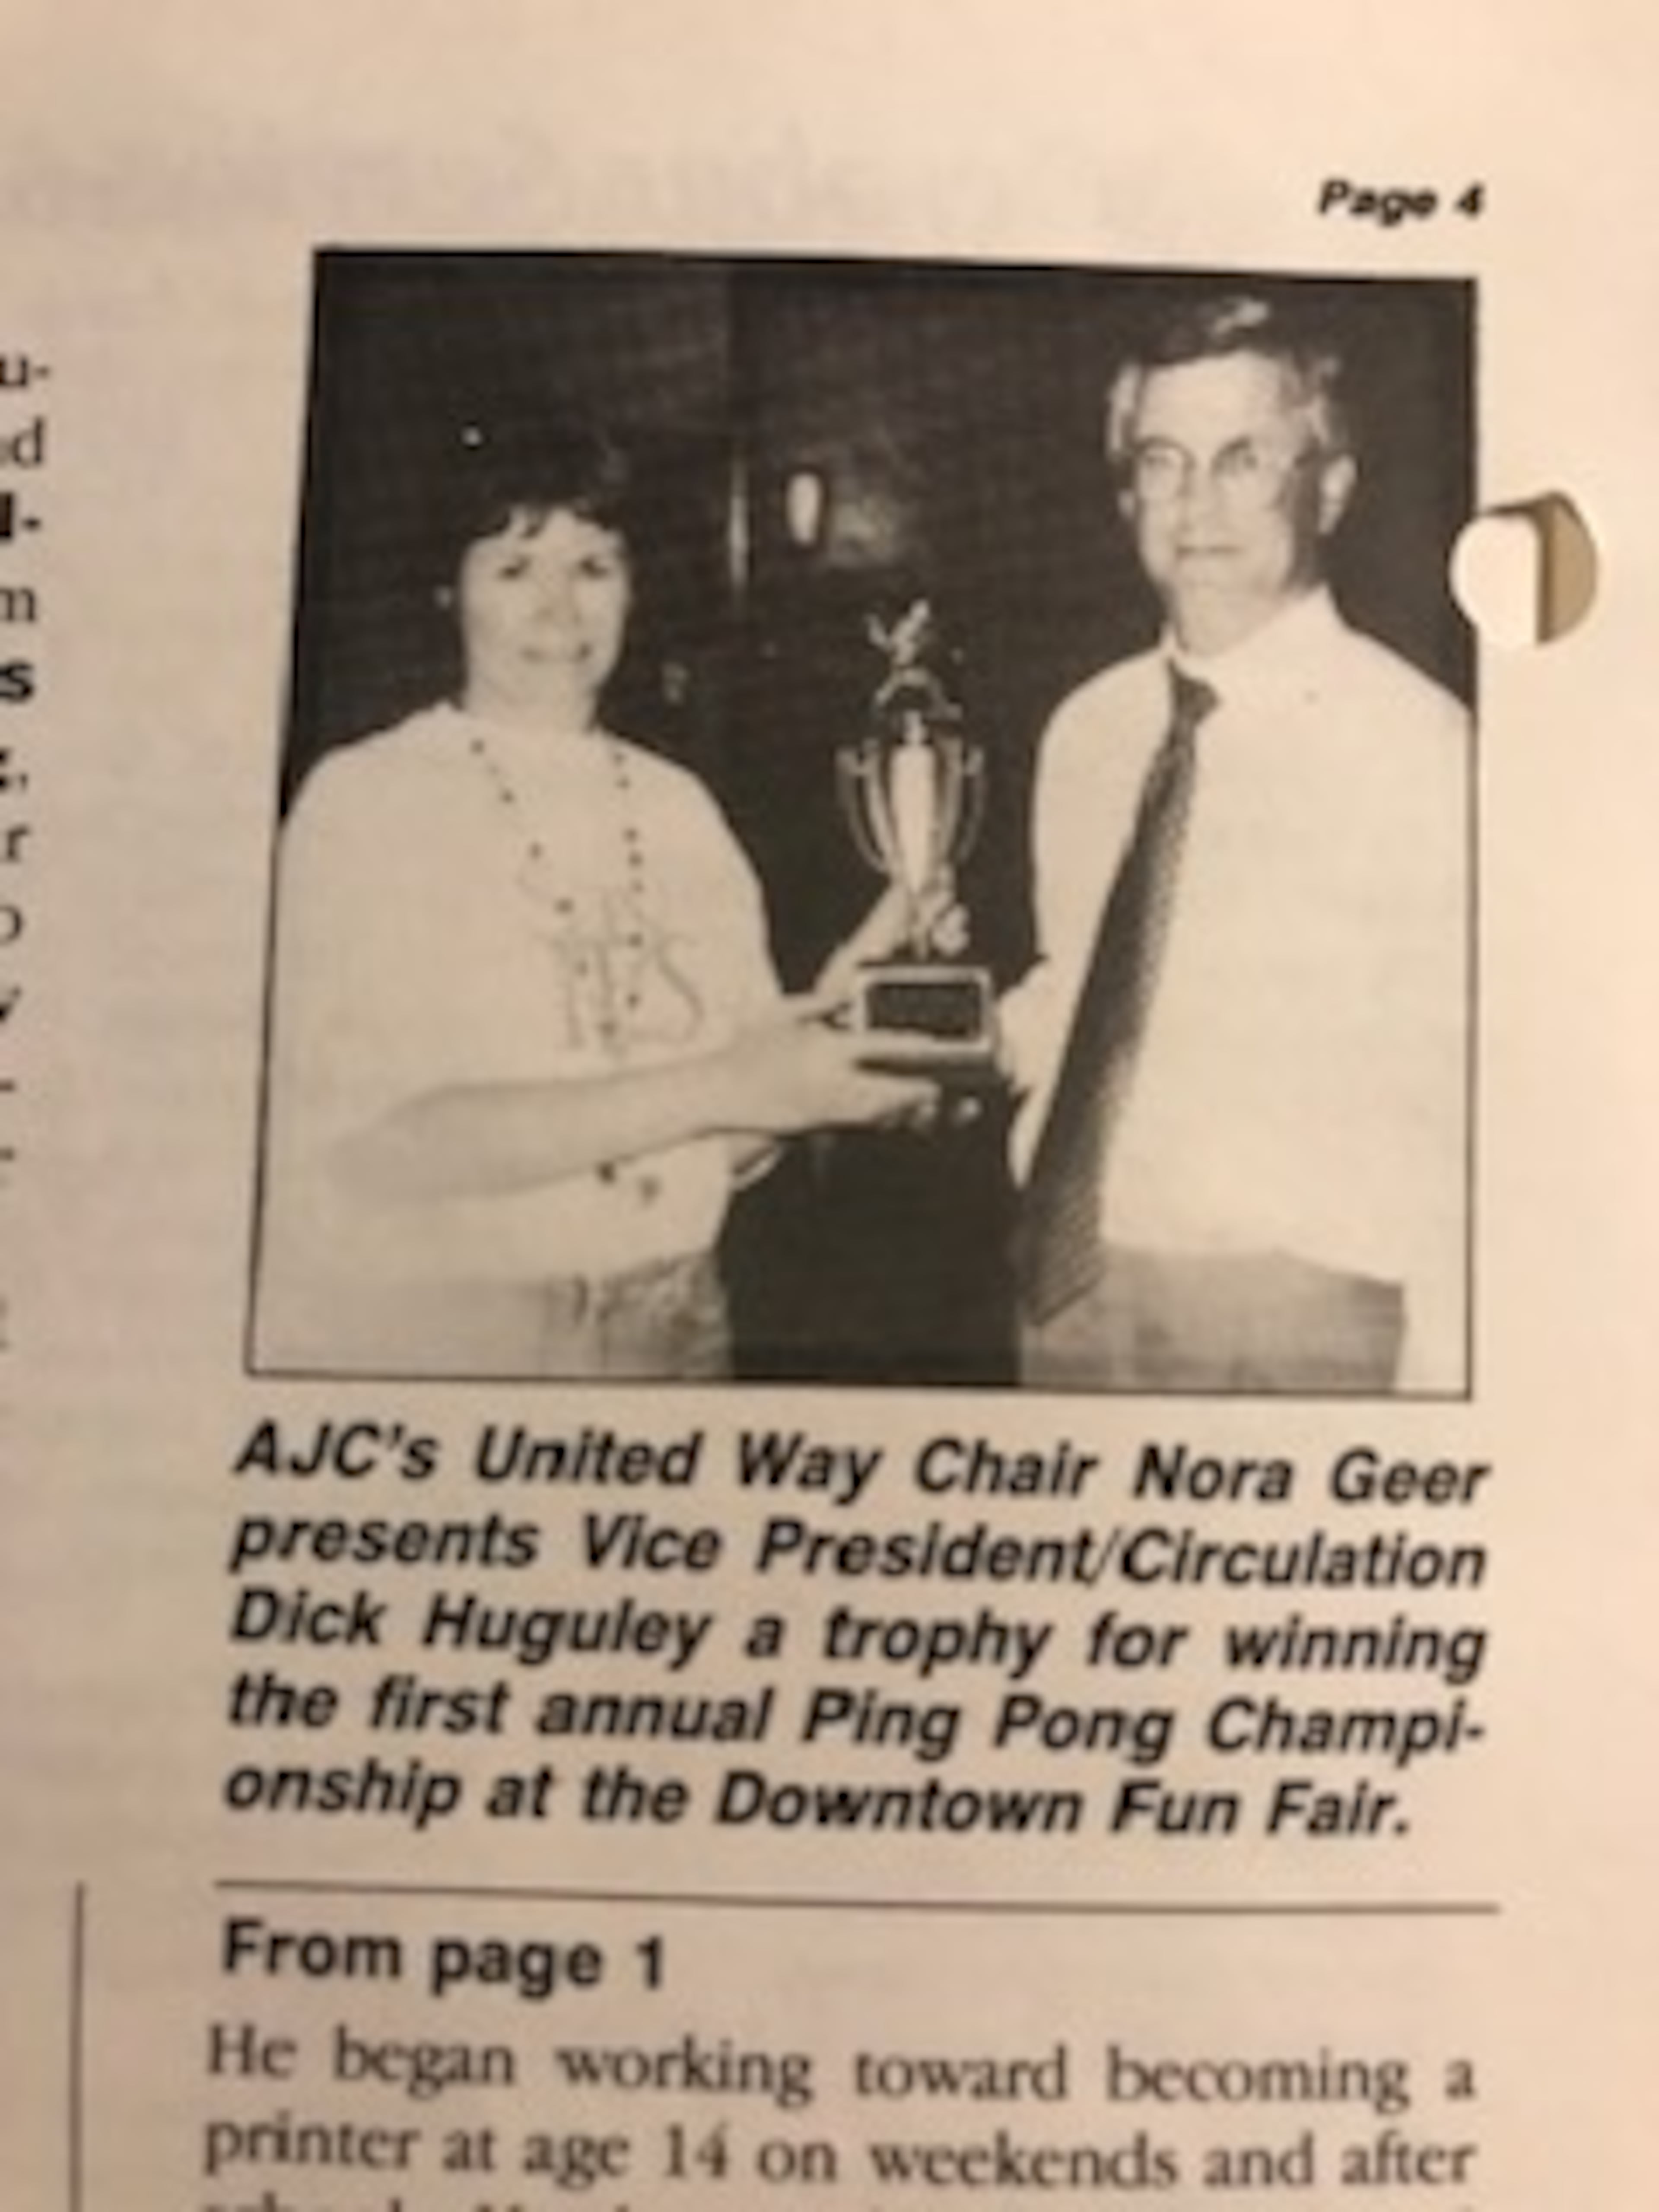 Page 4
u-
nd
l-
m
s
r
AJC's United Way Chair Nora Geer
presents Vice President/Circulation
Dick Huguley a trophy for winning
the first annual Ping Pong Champi-
onship at the Downtown Fun Fair.
From page 1
He began working toward becoming a
printer at age 14 on weekends and after